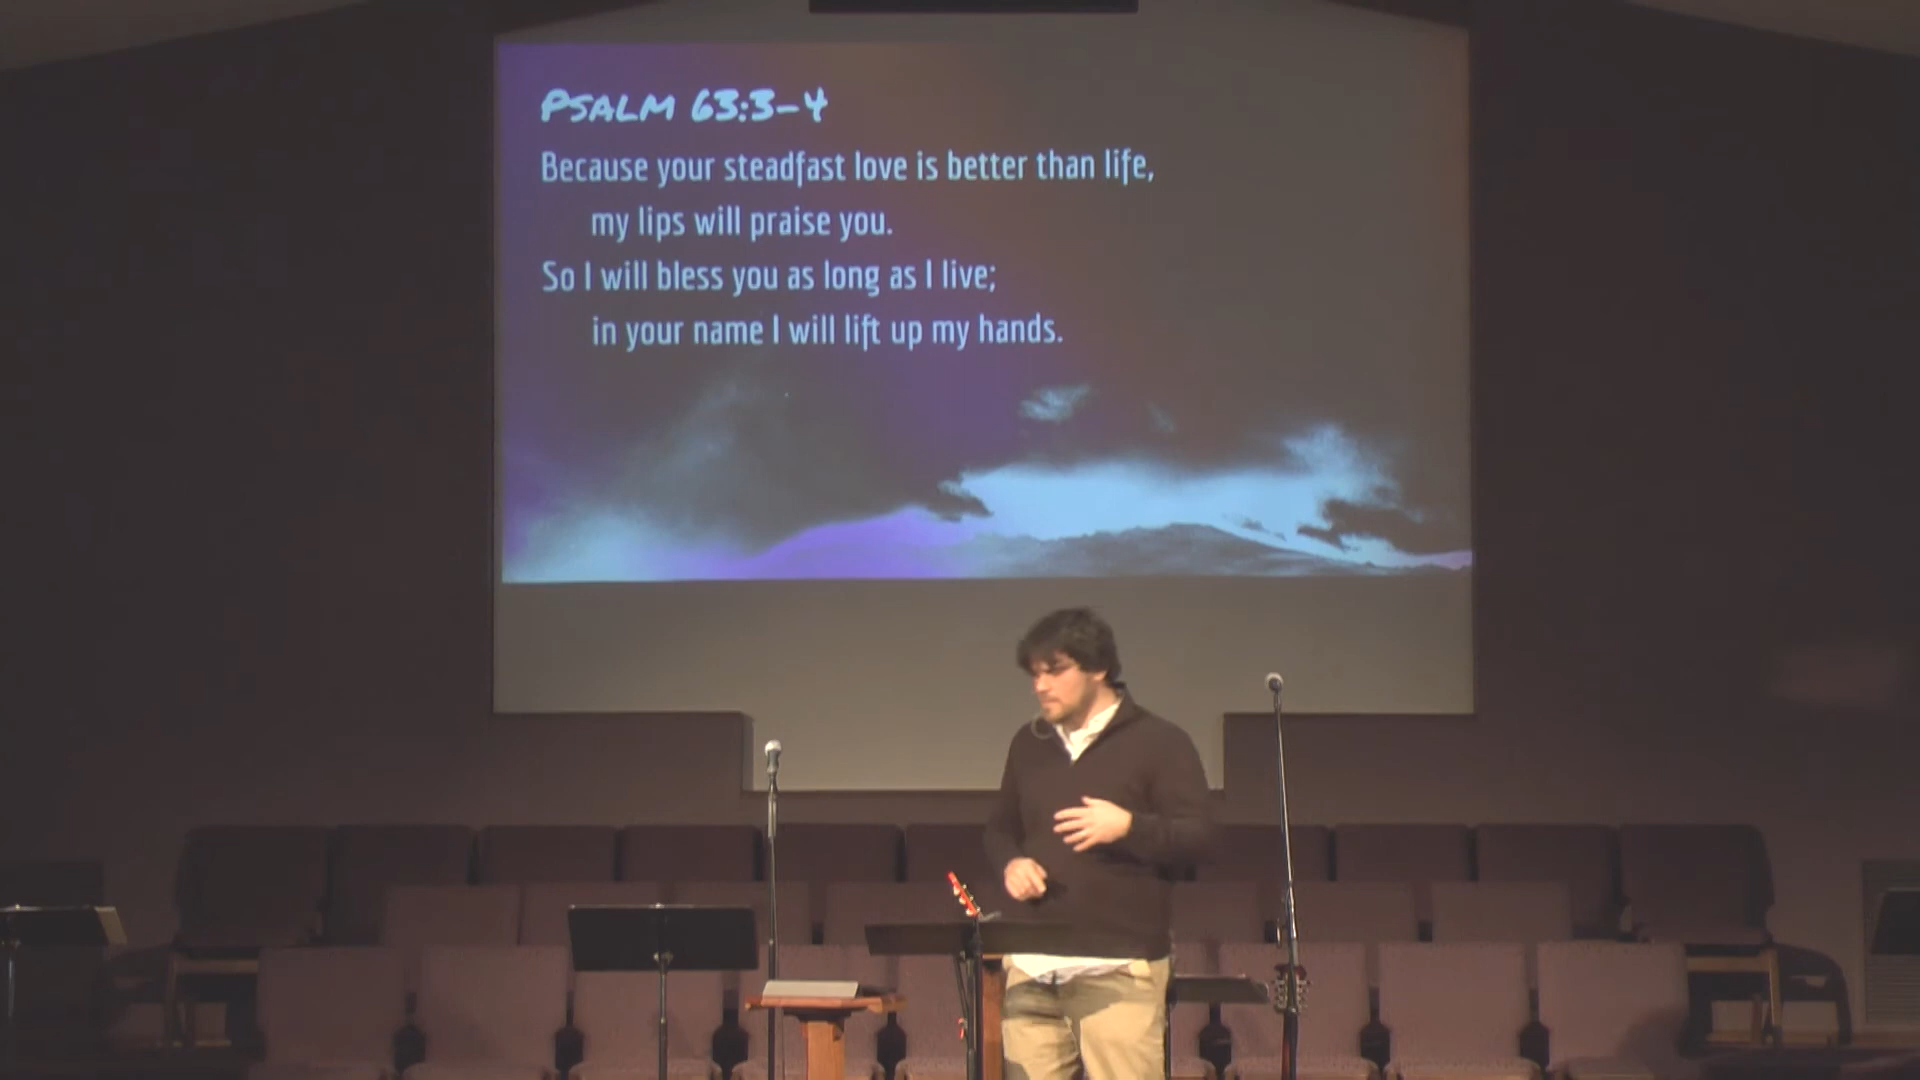 Psalm 63:3-4
Because your steadfast love is better than life,
my lips will praise you.
So I will bless you as long as I live;
in your name I will lift up my hands.